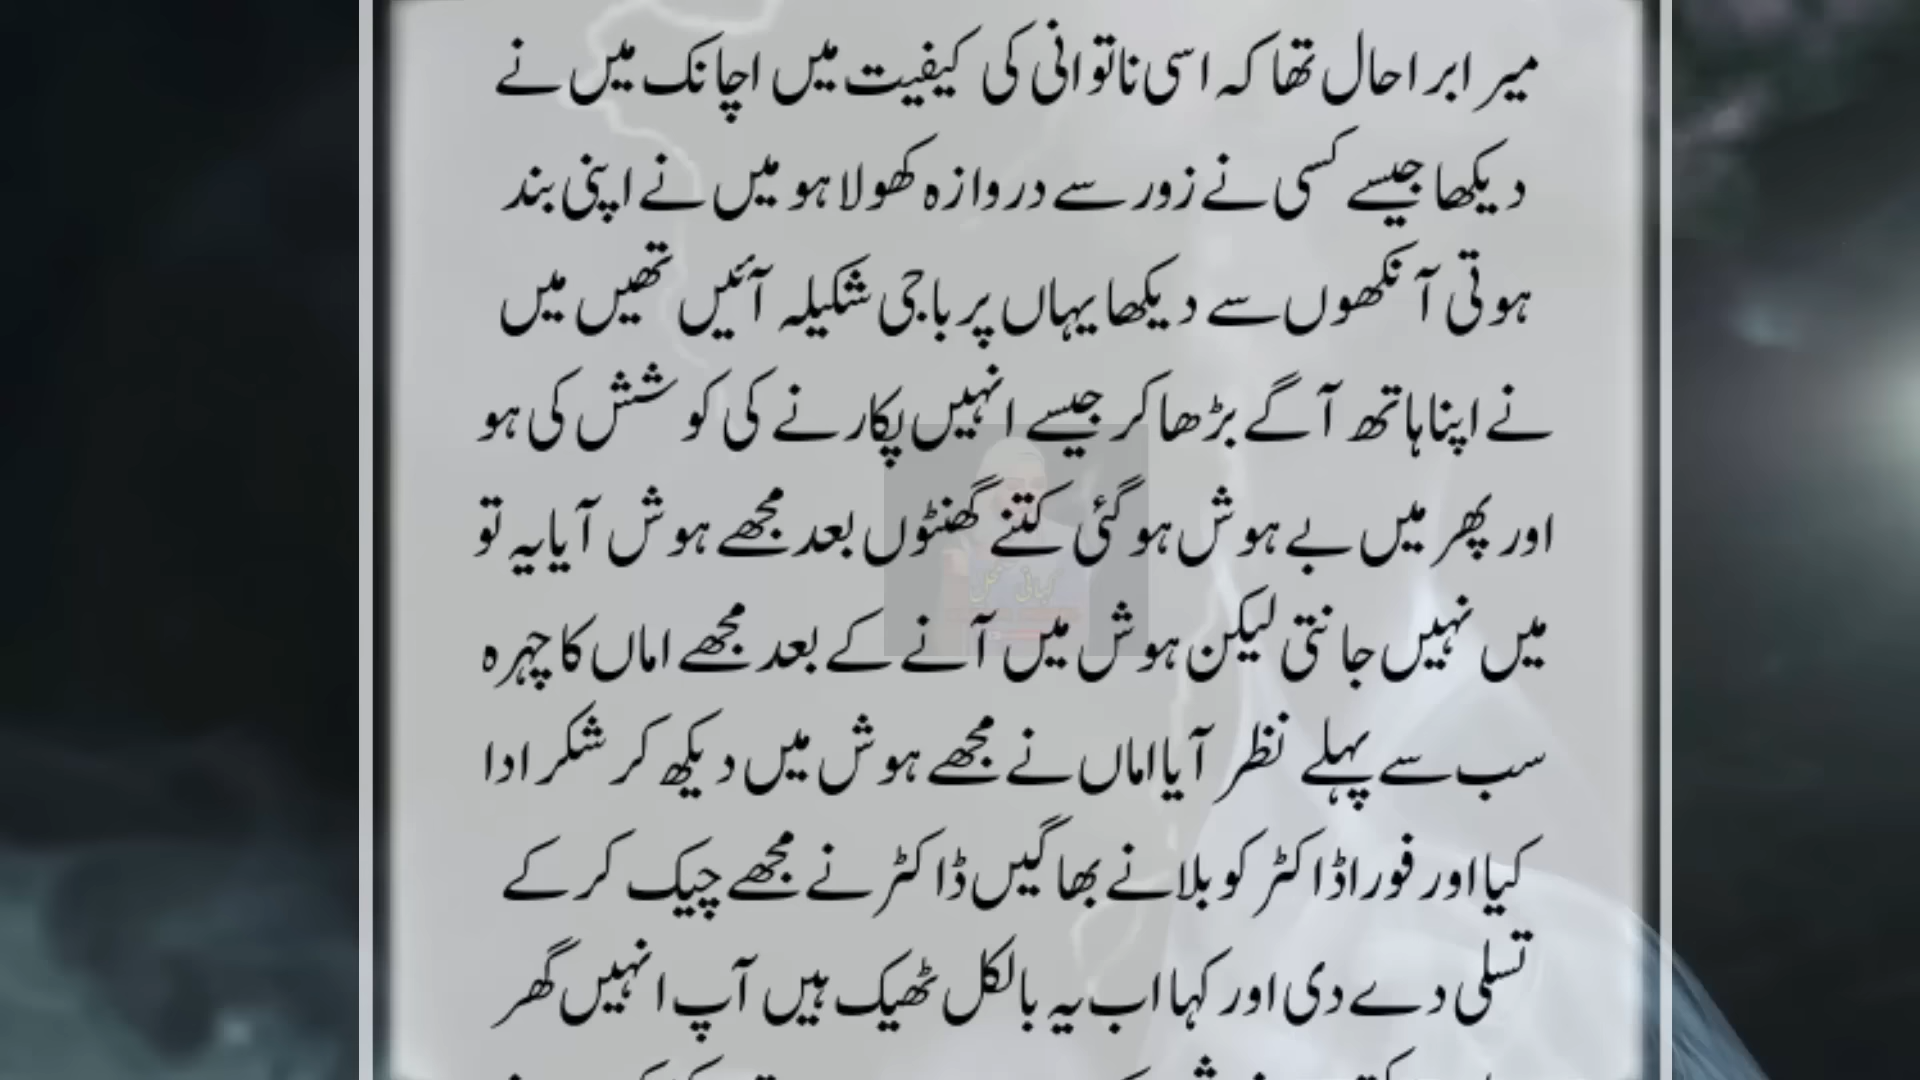 میرا برا حال تھا کہ اسی ناتوانی کی کیفیت میں اچانک میں نے
دیکھا جیسے کسی نے زور سے دروازہ کھولا ہو میں نے اپنی بند
ہوتی آنکھوں سے دیکھا یہاں پر باجی شکیلہ آئیں تھیں میں
نے اپنا ہاتھ آگے بڑھا کر جیسے انہیں پکارنے کی کوشش کی ہو
اور پھر میں بے ہوش ہو گئی کتنے گھنٹوں بعد مجھے ہوش آیا یہ تو
میں نہیں جانتی لیکن ہوش میں آنے کے بعد مجھے اماں کا چہرہ
سب سے پہلے نظر آیا اماں نے مجھے ہوش میں دیکھ کر شکر ادا
کیا اور فورا ڈاکٹر کو بلانے بھاگیں ڈاکٹر نے مجھے چیک کر کے
تسلی دے دی اور کہا اب یہ بالکل ٹھیک ہیں آپ انہیں گھر